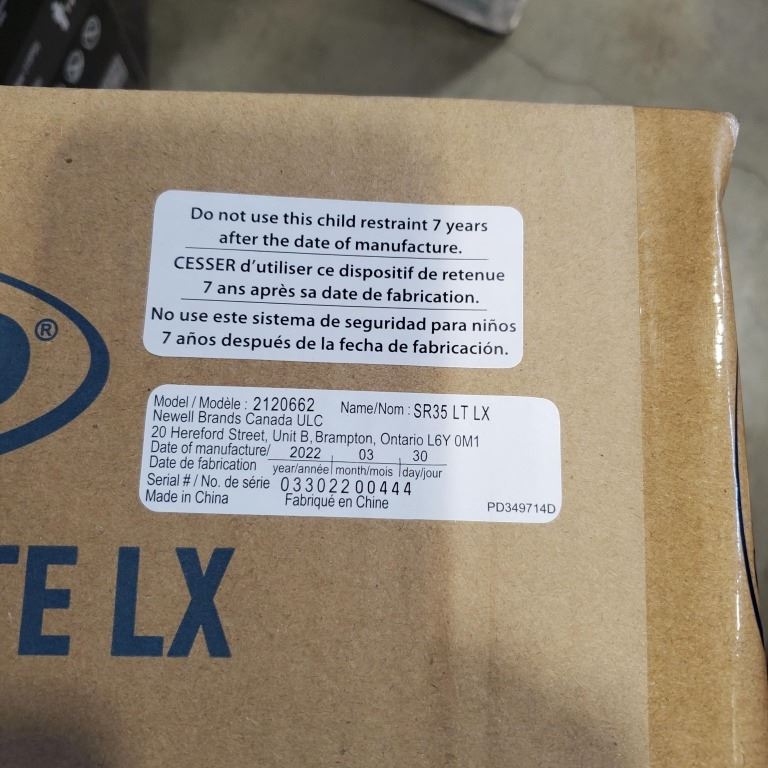 Do not use this child restraint 7 years
after the date of manufacture.
CESSER d'utiliser ce dispositif de retenue
7 ans après sa date de fabrication.
No use este sistema de seguridad para niños
7 años después de la fecha de fabricación.
®
Model / Modèle : 2120662 Name/Nom : SR35 LT LX
Newell Brands Canada ULC
20 Hereford Street, Unit B, Brampton, Ontario L6Y 0M1
Date of manufacture/ 2022 03 30
Date de fabrication year/année month/mois day/jour
Serial # / No. de série 03302200444
Made in China Fabriqué en Chine PD349714D
TE LX